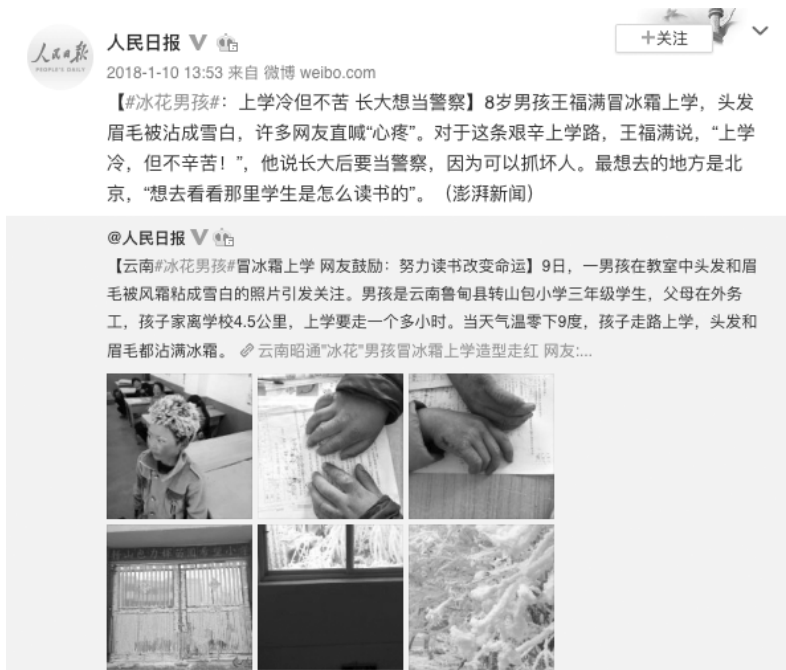 人民日报
PEOPLE'S DAILY
人民日报
+关注
2018-1-10 13:53 来自 微博 weibo.com
【#冰花男孩#：上学冷但不苦 长大想当警察】8岁男孩王福满冒冰霜上学，头发
眉毛被沾成雪白，许多网友直喊“心疼”。对于这条艰辛上学路，王福满说，“上学
冷，但不辛苦！”，他说长大后要当警察，因为可以抓坏人。最想去的地方是北
京，“想去看看那里学生是怎么读书的”。（澎湃新闻）
@人民日报
【云南#冰花男孩#冒冰霜上学 网友鼓励：努力读书改变命运】9日，一男孩在教室中头发和眉
毛被风霜粘成雪白的照片引发关注。男孩是云南鲁甸县转山包小学三年级学生，父母在外务
工，孩子家离学校4.5公里，上学要走一个多小时。当天气温零下9度，孩子走路上学，头发和
眉毛都沾满冰霜。 云南昭通"冰花"男孩冒冰霜上学造型走红 网友:...